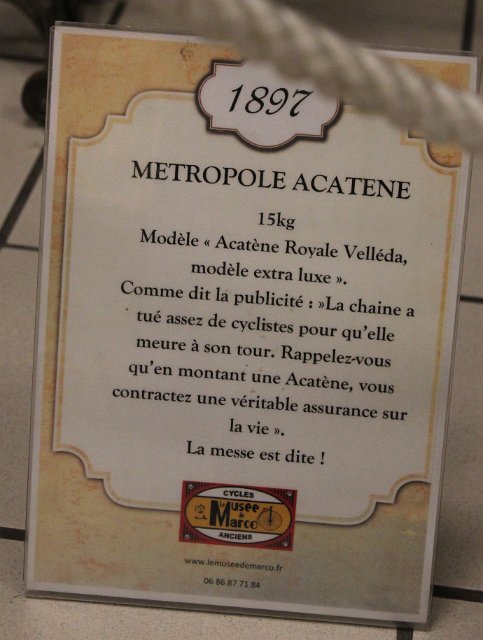 1897
METROPOLE ACATENE
15kg
Modèle « Acatène Royale Velléda,
modèle extra luxe ».
Comme dit la publicité : »La chaine a
tué assez de cyclistes pour qu'elle
meure à son tour. Rappelez-vous
qu'en montant une Acatène, vous
contractez une véritable assurance sur
la vie ».
La messe est dite !
CYCLES
Le Musée
de Marco
ANCIENS
www.lemuseedemarco.fr
06 86 87 71 84